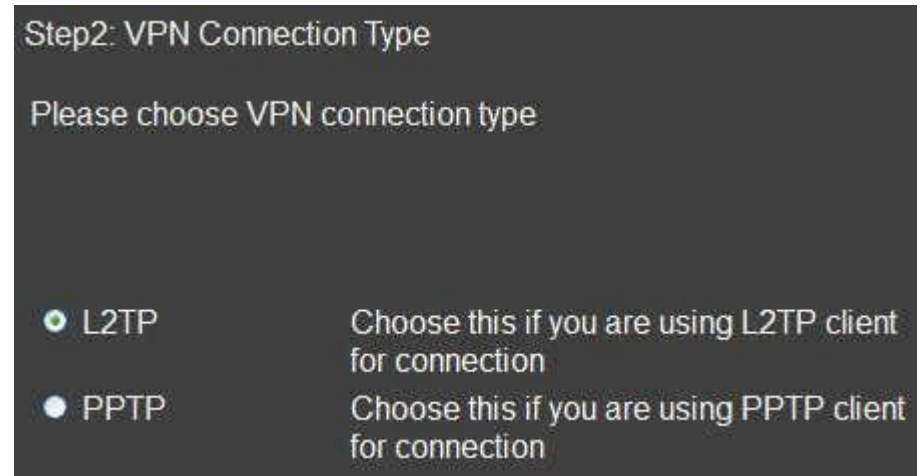 Step2: VPN Connection Type
Please choose VPN connection type
L2TP Choose this if you are using L2TP client
for connection
PPTP Choose this if you are using PPTP client
for connection